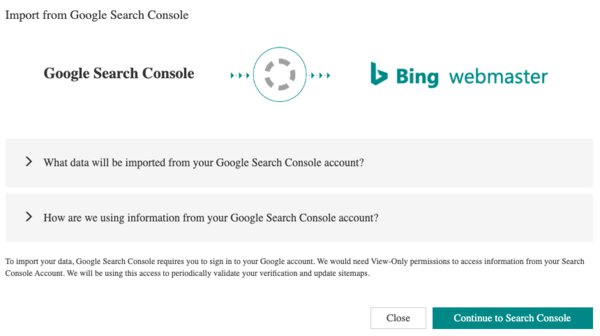 Import from Google Search Console
Google Search Console
Bing webmaster
What data will be imported from your Google Search Console account?
How are we using information from your Google Search Console account?
To import your data, Google Search Console requires you to sign in to your Google account. We would need View-Only permissions to access information from your Search
Console Account. We will be using this access to periodically validate your verification and update sitemaps.
Close
Continue to Search Console